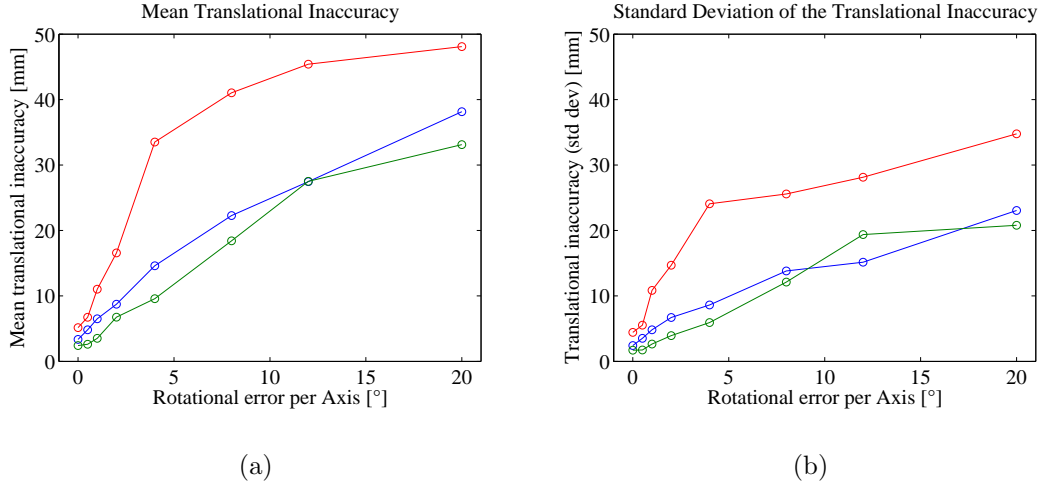 Mean Translational Inaccuracy
Mean translational inaccuracy [mm]
50
40
30
20
10
0
0 5 10 15 20
Rotational error per Axis [°]
(a)
Standard Deviation of the Translational Inaccuracy
Translational inaccuracy (std dev) [mm]
50
40
30
20
10
0
0 5 10 15 20
Rotational error per Axis [°]
(b)